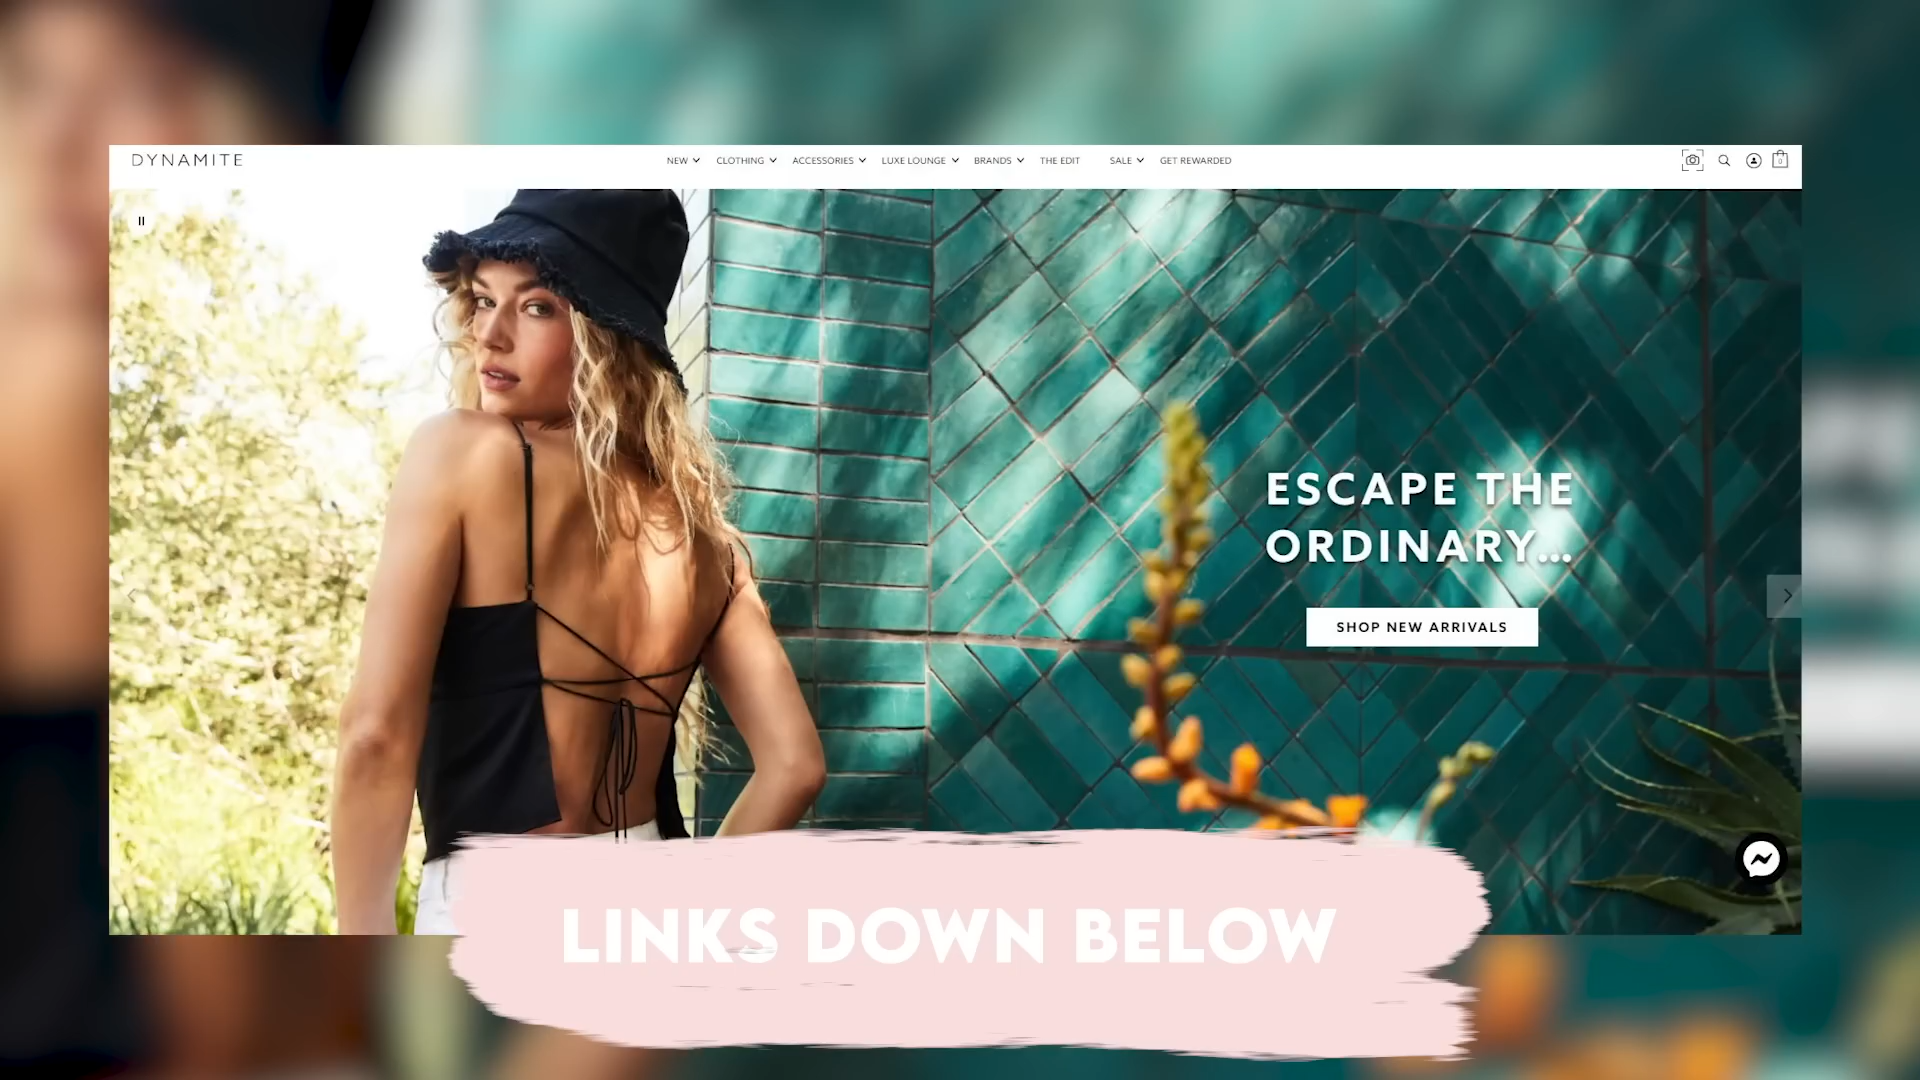 DYNAMITE
NEW CLOTHING ACCESSORIES LUXE LOUNGE BRANDS THE EDIT SALE GET REWARDED
0
ESCAPE THE
ORDINARY...
SHOP NEW ARRIVALS
LINKS DOWN BELOW